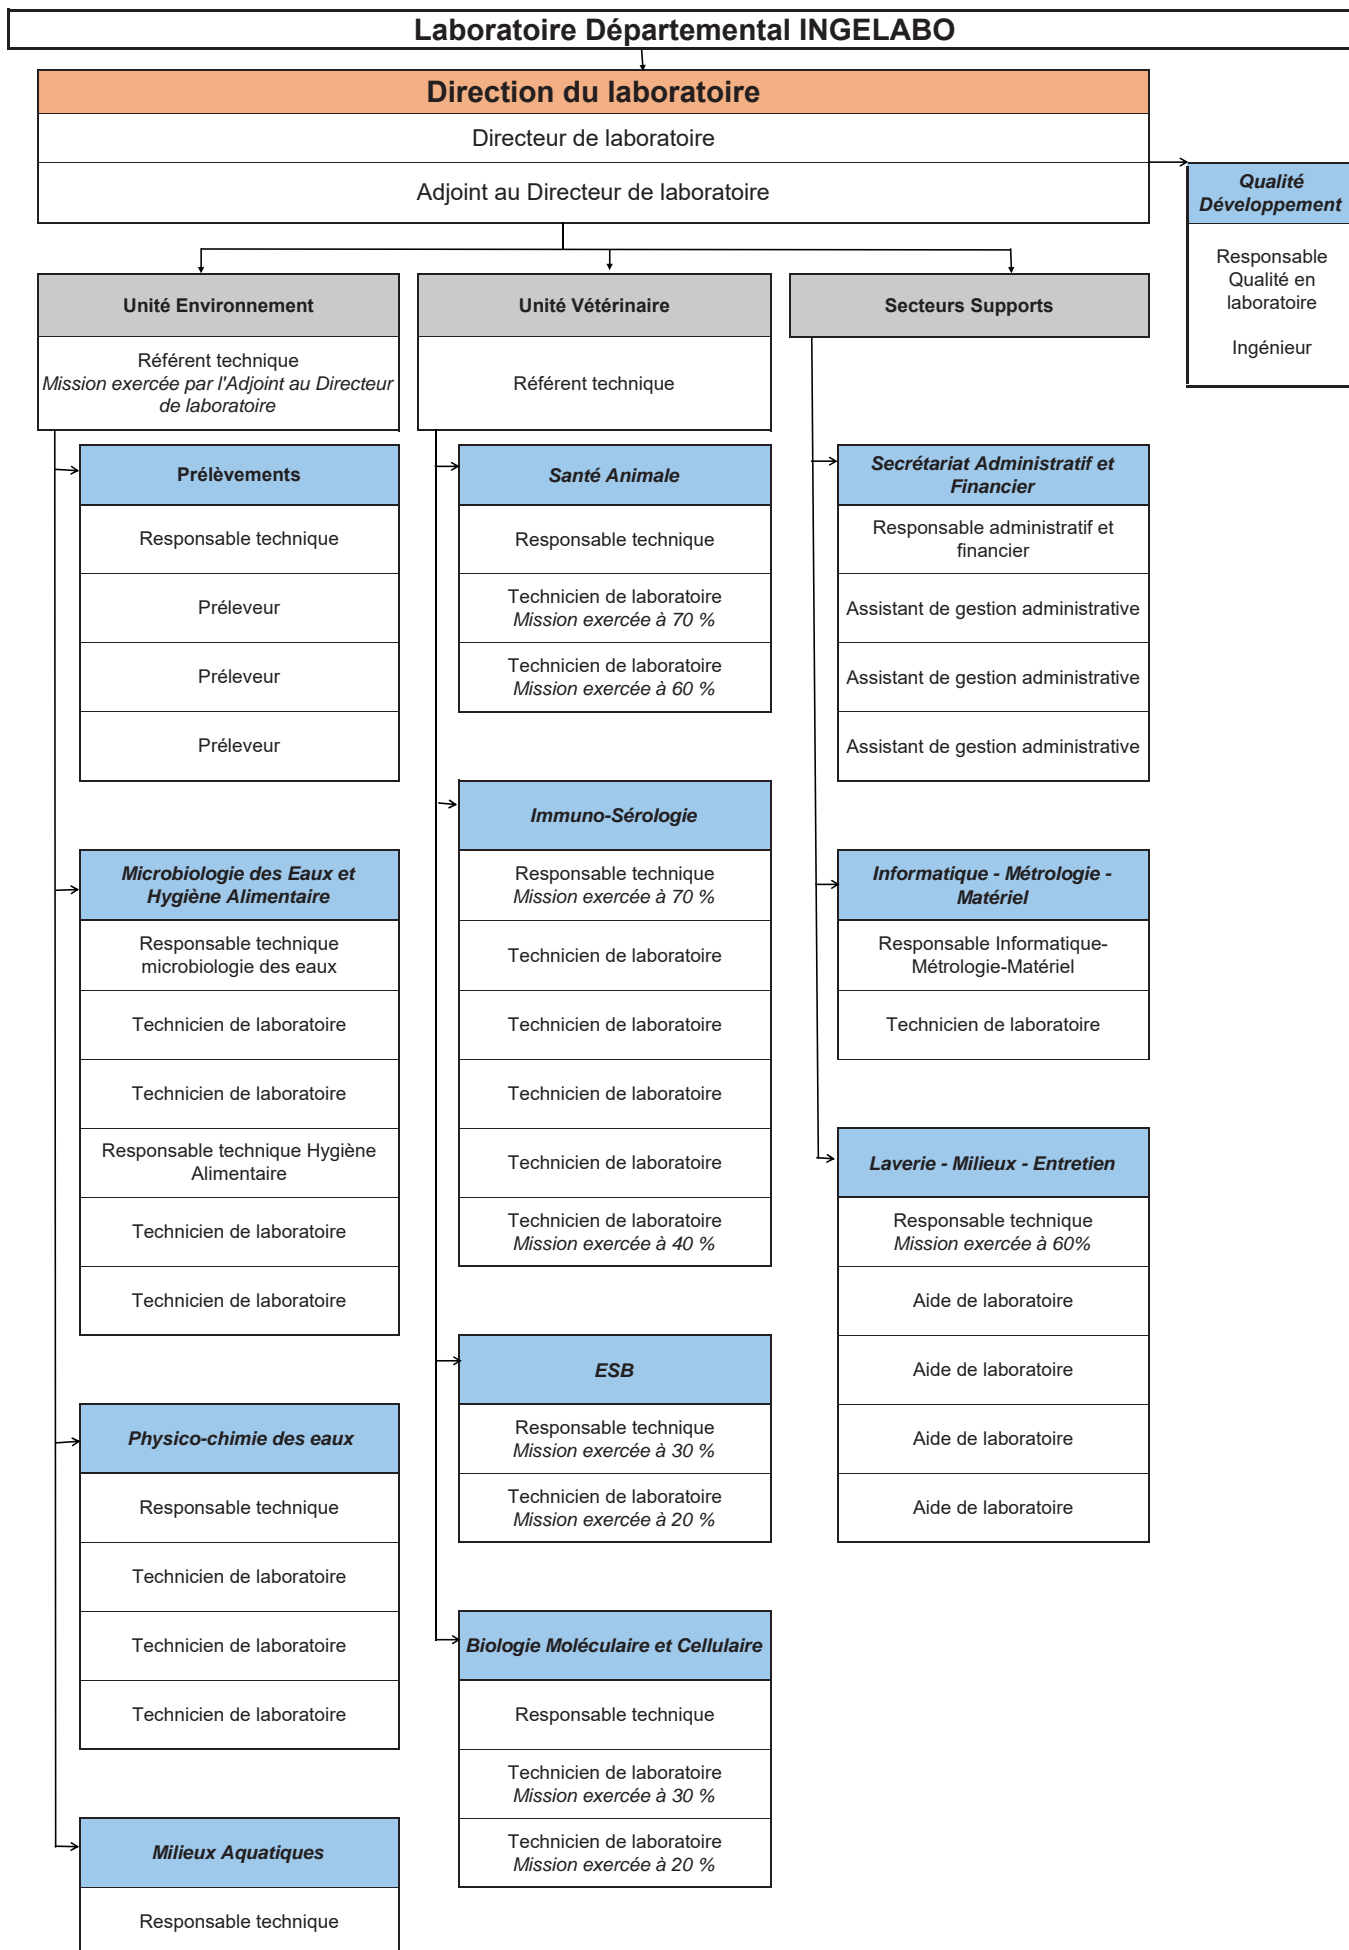 Laboratoire Départemental INGELABO
Direction du laboratoire
Directeur de laboratoire
Adjoint au Directeur de laboratoire
Qualité
Développement
Responsable
Qualité en
laboratoire
Ingénieur
Unité Environnement
Référent technique
Mission exercée par l'Adjoint au Directeur
de laboratoire
Prélèvements
Responsable technique
Préleveur
Préleveur
Préleveur
Microbiologie des Eaux et
Hygiène Alimentaire
Responsable technique
microbiologie des eaux
Technicien de laboratoire
Technicien de laboratoire
Responsable technique Hygiène
Alimentaire
Technicien de laboratoire
Technicien de laboratoire
Physico-chimie des eaux
Responsable technique
Technicien de laboratoire
Technicien de laboratoire
Technicien de laboratoire
Milieux Aquatiques
Responsable technique
Unité Vétérinaire
Référent technique
Santé Animale
Responsable technique
Technicien de laboratoire
Mission exercée à 70 %
Technicien de laboratoire
Mission exercée à 60 %
Immuno-Sérologie
Responsable technique
Mission exercée à 70 %
Technicien de laboratoire
Technicien de laboratoire
Technicien de laboratoire
Technicien de laboratoire
Technicien de laboratoire
Mission exercée à 40 %
ESB
Responsable technique
Mission exercée à 30 %
Technicien de laboratoire
Mission exercée à 20 %
Biologie Moléculaire et Cellulaire
Responsable technique
Technicien de laboratoire
Mission exercée à 30 %
Technicien de laboratoire
Mission exercée à 20 %
Secteurs Supports
Secrétariat Administratif et
Financier
Responsable administratif et
financier
Assistant de gestion administrative
Assistant de gestion administrative
Assistant de gestion administrative
Informatique - Métrologie -
Matériel
Responsable Informatique-
Métrologie-Matériel
Technicien de laboratoire
Laverie - Milieux - Entretien
Responsable technique
Mission exercée à 60%
Aide de laboratoire
Aide de laboratoire
Aide de laboratoire
Aide de laboratoire